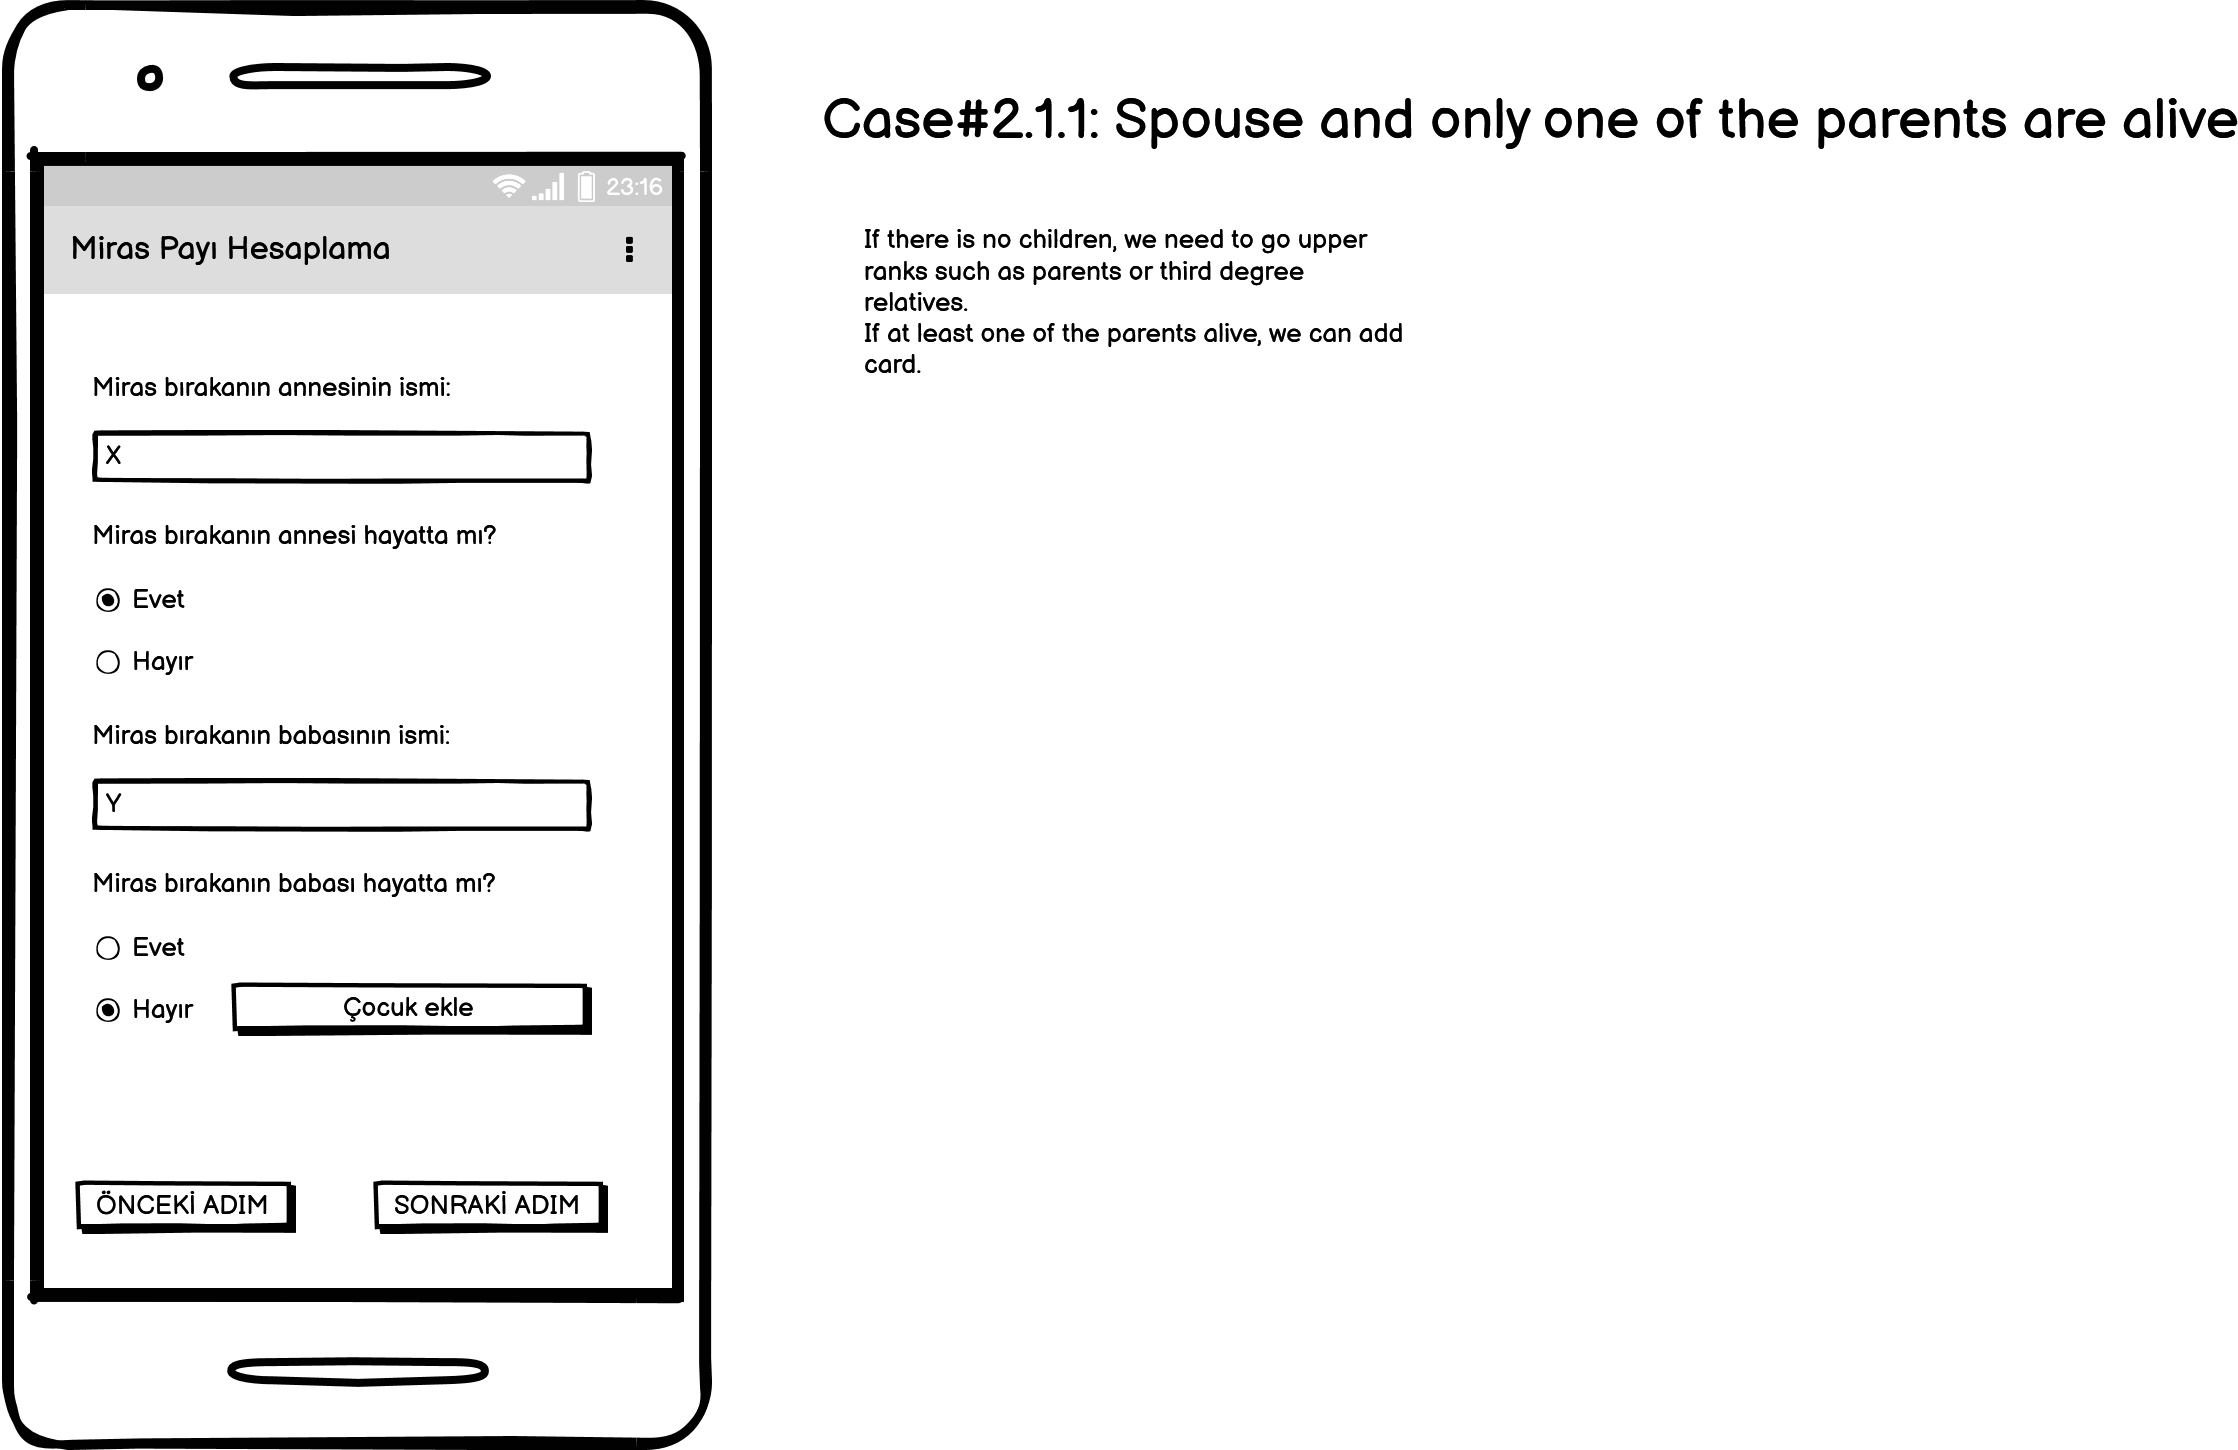 Case#2.1.1: Spouse and only one of the parents are alive
23:16
Miras Payı Hesaplama
If there is no children, we need to go upper
ranks such as parents or third degree
relatives.
If at least one of the parents alive, we can add
card.
Miras bırakanın annesinin ismi:
X
Miras bırakanın annesi hayatta mı?
Evet
Hayır
Miras bırakanın babasının ismi:
Y
Miras bırakanın babası hayatta mı?
Evet
Hayır
Çocuk ekle
ÖNCEKİ ADIM
SONRAKİ ADIM